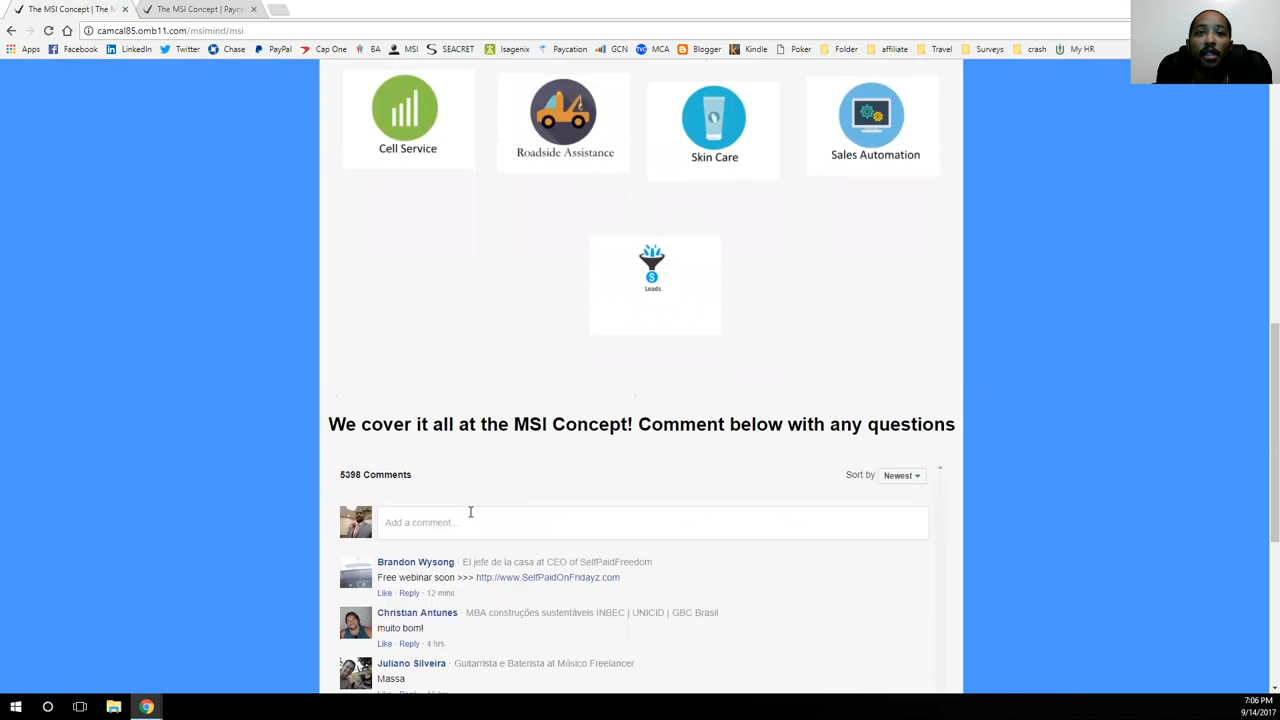 The MSI Concept | The M
The MSI Concept | Payca
camcal85.omb11.com/msimind/msi
Apps Facebook LinkedIn Twitter Chase PayPal Cap One BA MSI SEACRET Isagenix Paycation GCN MCA Blogger Kindle Poker Folder affiliate Travel Surveys crash My HR
Cell Service
Roadside Assistance
Skin Care
Sales Automation
Leads
We cover it all at the MSI Concept! Comment below with any questions
5398 Comments
Sort by Newest
Add a comment...
Brandon Wysong · El jefe de la casa at CEO of SelfPaidFreedom
Free webinar soon >>> http://www.SelfPaidOnFridayz.com
Like · Reply · 12 mins
Christian Antunes · MBA construções sustentáveis INBEC | UNICID | GBC Brasil
muito bom!
Like · Reply · 4 hrs
Juliano Silveira · Guitarrista e Baterista at Músico Freelancer
Massa
7:06 PM
9/14/2017